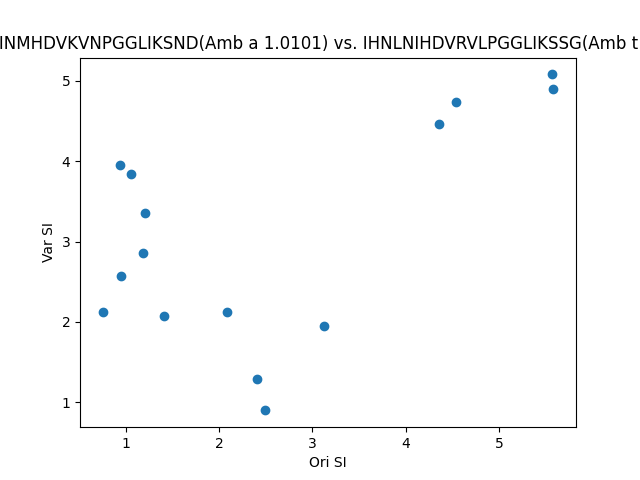 INMHDVKVNPGGLIKSND(Amb a 1.0101) vs. IHNLNIHDVRVLPGGLIKSSG(Amb t
5
4
3
2
1
Var SI
1 2 3 4 5
Ori SI